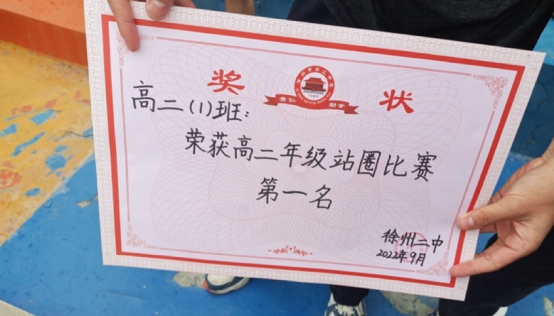 奖状
高二(1)班:
荣获高二年级站圈比赛
第一名
徐州二中
2022年9月